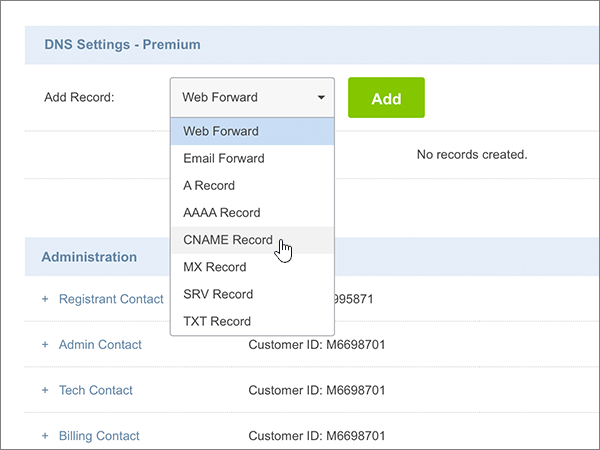 DNS Settings - Premium
Add Record:
Web Forward
Add
Web Forward
Email Forward
No records created.
A Record
AAAA Record
CNAME Record
MX Record
SRV Record
TXT Record
Administration
+ Registrant Contact
995871
+ Admin Contact
Customer ID: M6698701
+ Tech Contact
Customer ID: M6698701
+ Billing Contact
Customer ID: M6698701